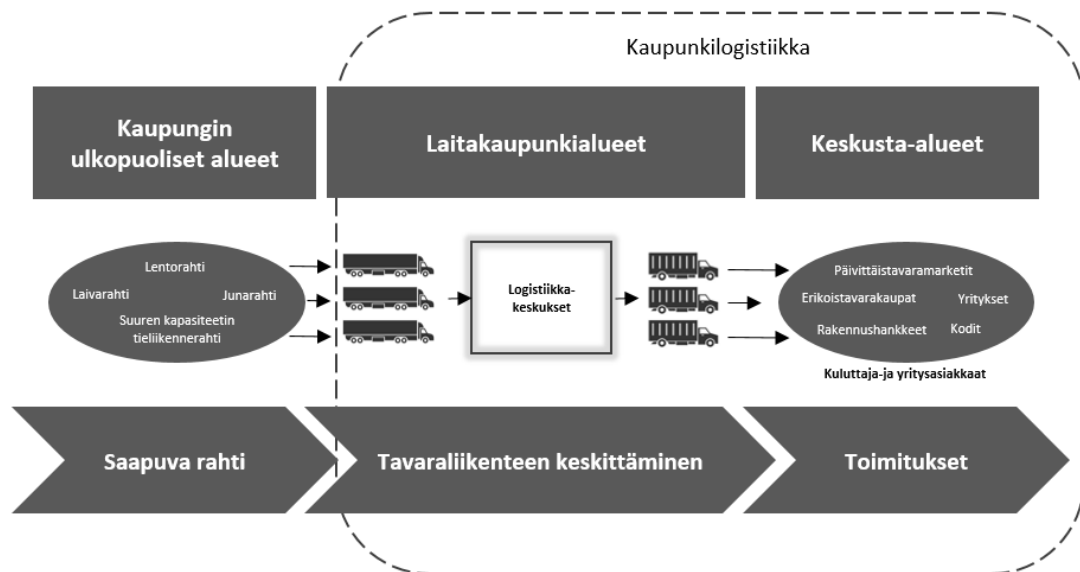 Kaupunkilogistiikka
Kaupungin
ulkopuoliset alueet
Laitakaupunkialueet
Keskusta-alueet
Lentorahti
Laivarahti
Junarahti
Suuren kapasiteetin
tieliikennerahti
Logistiikka-
keskukset
Päivittäistavaramarketit
Erikoistavarakaupat
Yritykset
Rakennushankkeet
Kodit
Kuluttaja-ja yritysasiakkaat
Saapuva rahti
Tavaraliikenteen keskittäminen
Toimitukset